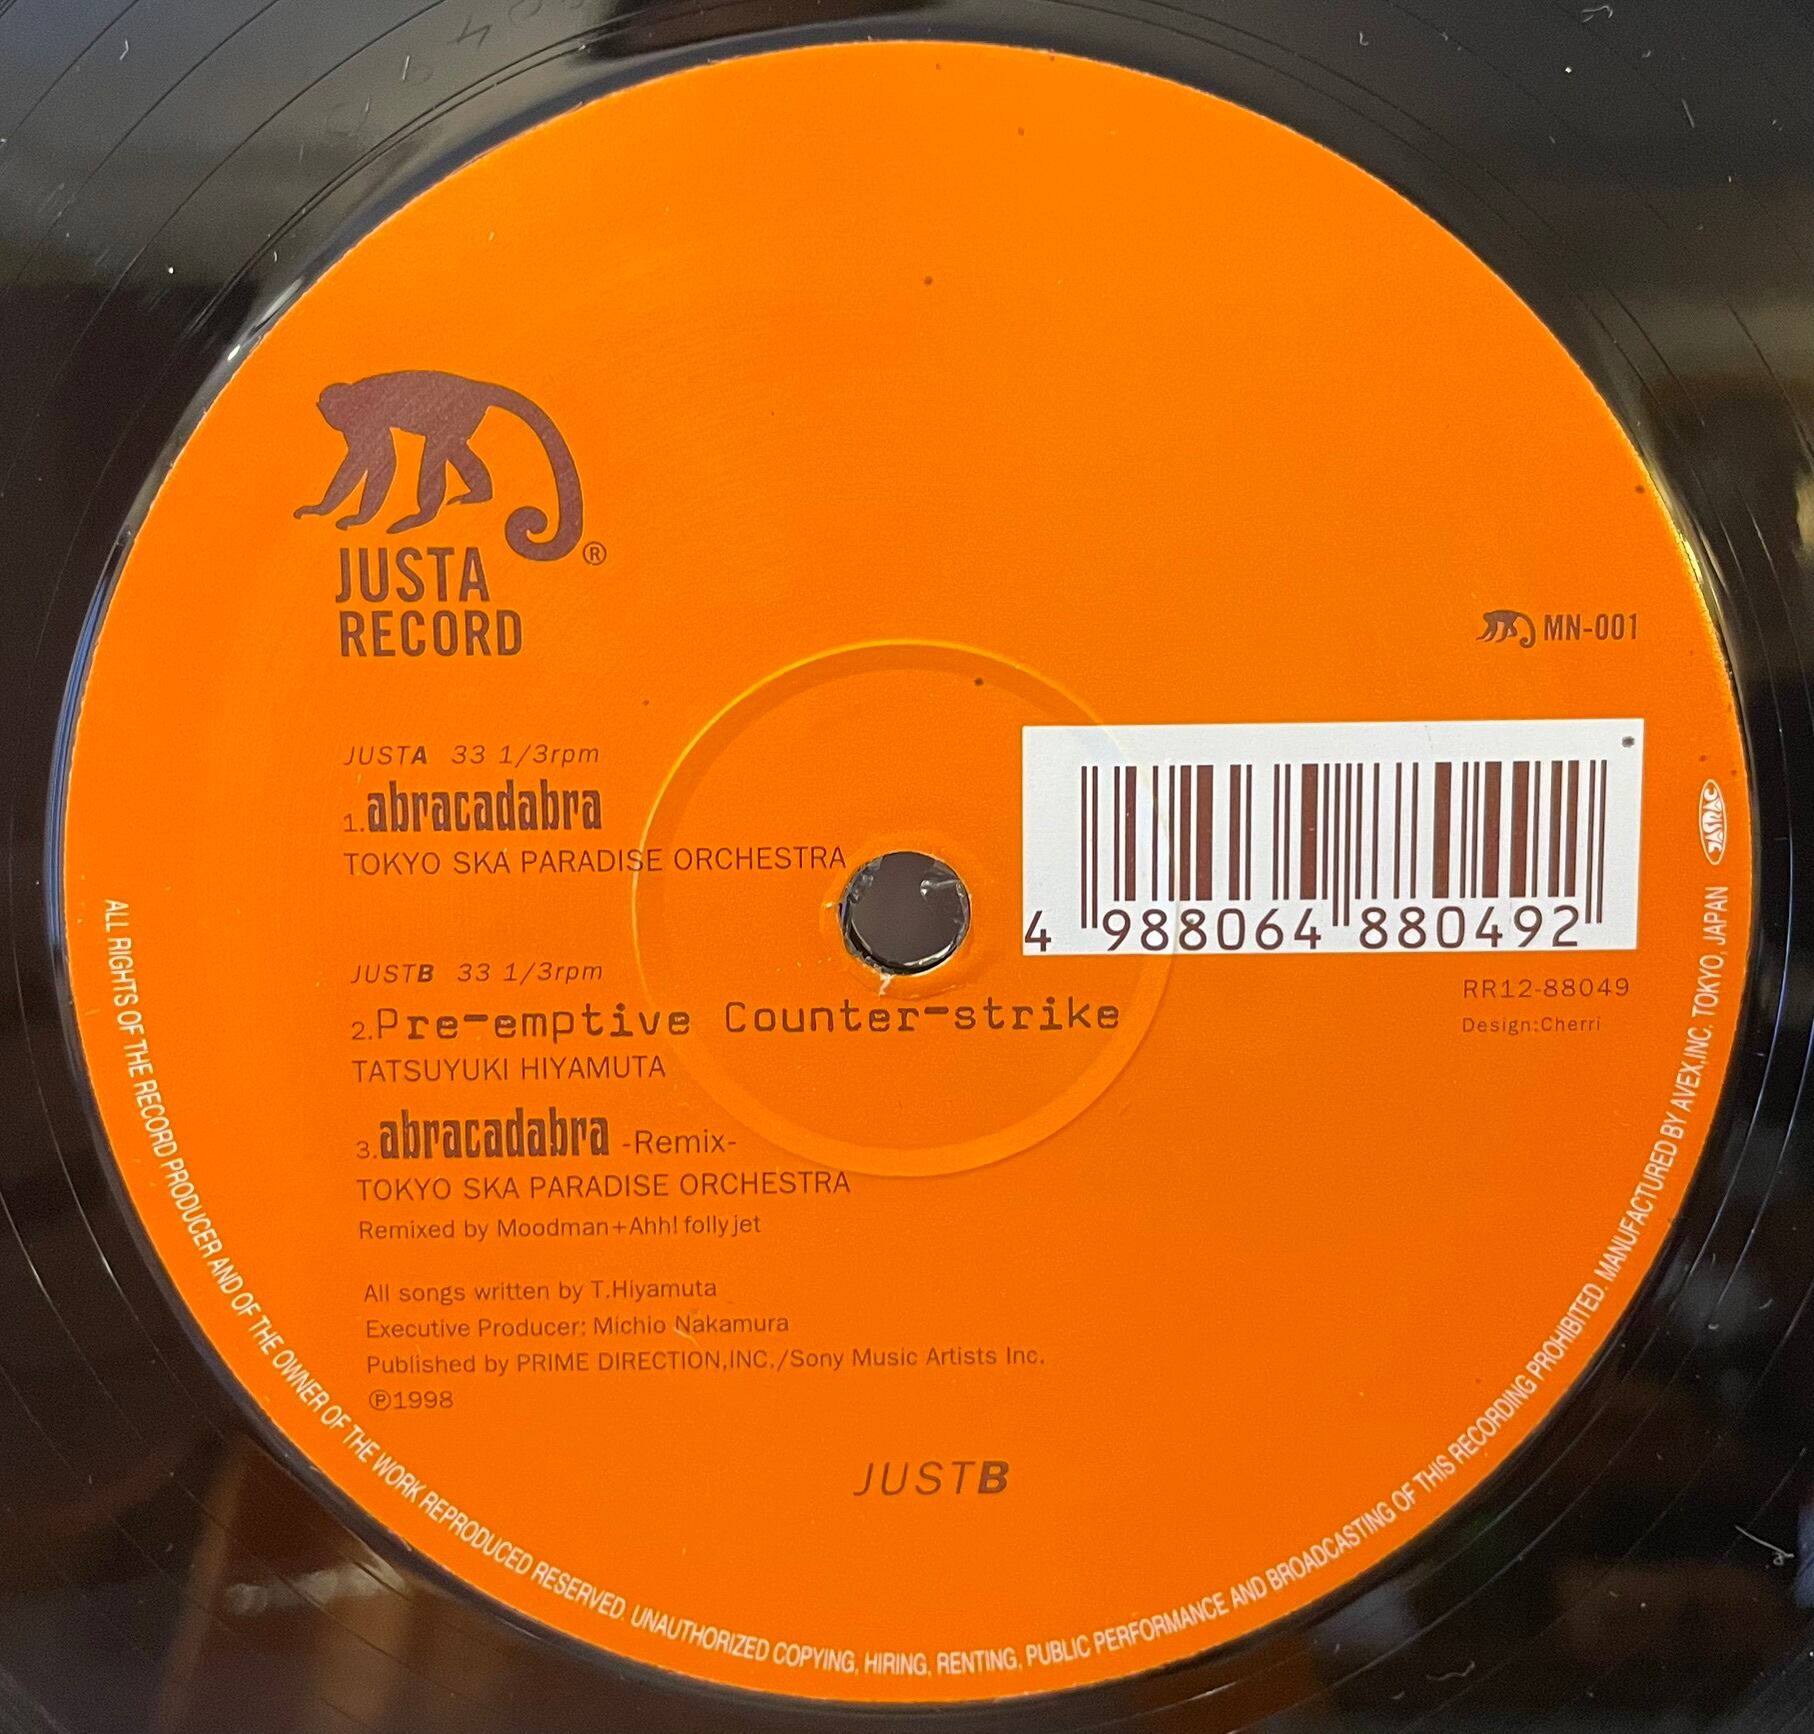 JUSTA
RECORD
®
MN-001
JUSTA 33 1/3rpm
1.abracadabra
TOKYO SKA PARADISE ORCHESTRA
4 988064 880492
RR12-88049
Design:Cherri
JUSTB 33 1/3rpm
2.Pre-emptive Counter-strike
TATSUYUKI HIYAMUTA
3.abracadabra -Remix-
TOKYO SKA PARADISE ORCHESTRA
Remixed by Moodman+Ahh! follyjet
All songs written by T.Hiyamuta
Executive Producer: Michio Nakamura
Published by PRIME DIRECTION,INC./Sony Music Artists Inc.
℗1998
JUSTB
ALL RIGHTS OF THE RECORD PRODUCER AND OF THE OWNER OF THE WORK REPRODUCED RESERVED. UNAUTHORIZED COPYING, HIRING, RENTING, PUBLIC PERFORMANCE AND BROADCASTING OF THIS RECORDING PROHIBITED. MANUFACTURED BY AVEX,INC. TOKYO, JAPAN
JASRAC